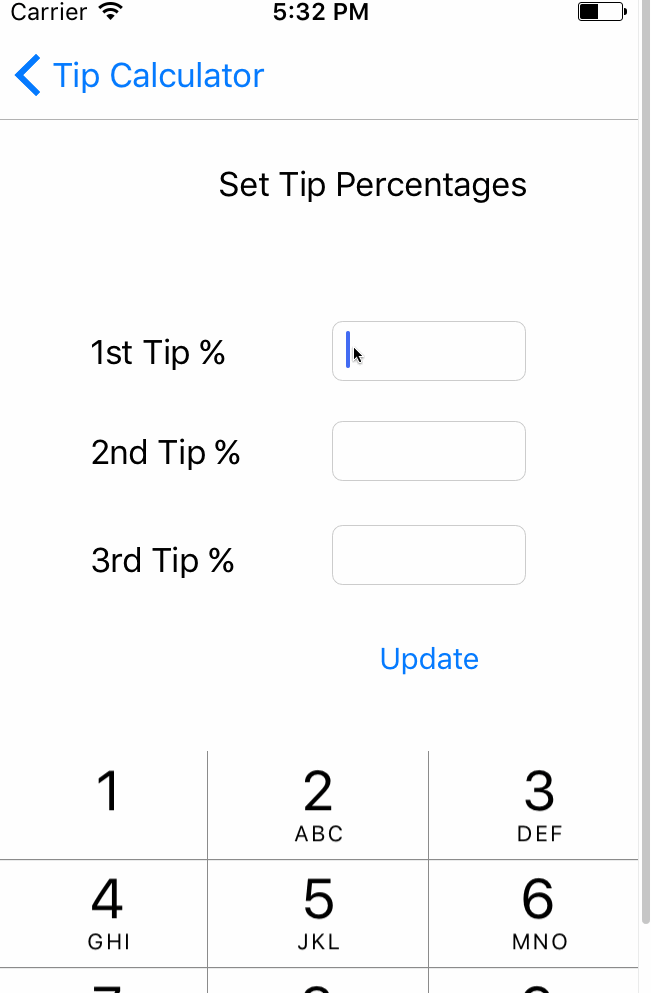 Carrier 5:32 PM
Tip Calculator
Set Tip Percentages
1st Tip %
2nd Tip %
3rd Tip %
Update
1 2 3
ABC DEF
4 5 6
GHI JKL MNO